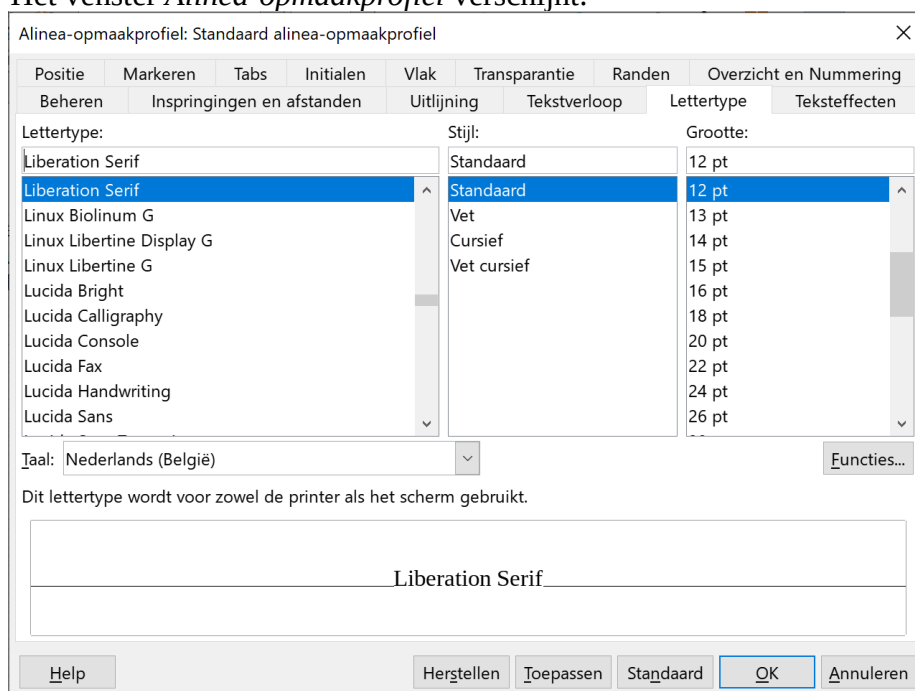 Het venster Alinea-opmaakprofiel verschijnt:
Alinea-opmaakprofiel: Standaard alinea-opmaakprofiel
Positie Markeren Tabs Initialen Vlak Transparantie Randen Overzicht en Nummering
Beheren Inspringingen en afstanden Uitlijning Tekstverloop Lettertype Teksteffecten
Lettertype: Stijl: Grootte:
Liberation Serif Standaard 12 pt
Liberation Serif Standaard 12 pt
Linux Biolinum G Vet 13 pt
Linux Libertine Display G Cursief 14 pt
Linux Libertine G Vet cursief 15 pt
Lucida Bright 16 pt
Lucida Calligraphy 18 pt
Lucida Console 20 pt
Lucida Fax 22 pt
Lucida Handwriting 24 pt
Lucida Sans 26 pt
Taal: Nederlands (België) Functies...
Dit lettertype wordt voor zowel de printer als het scherm gebruikt.
Liberation Serif
Help Herstellen Toepassen Standaard OK Annuleren